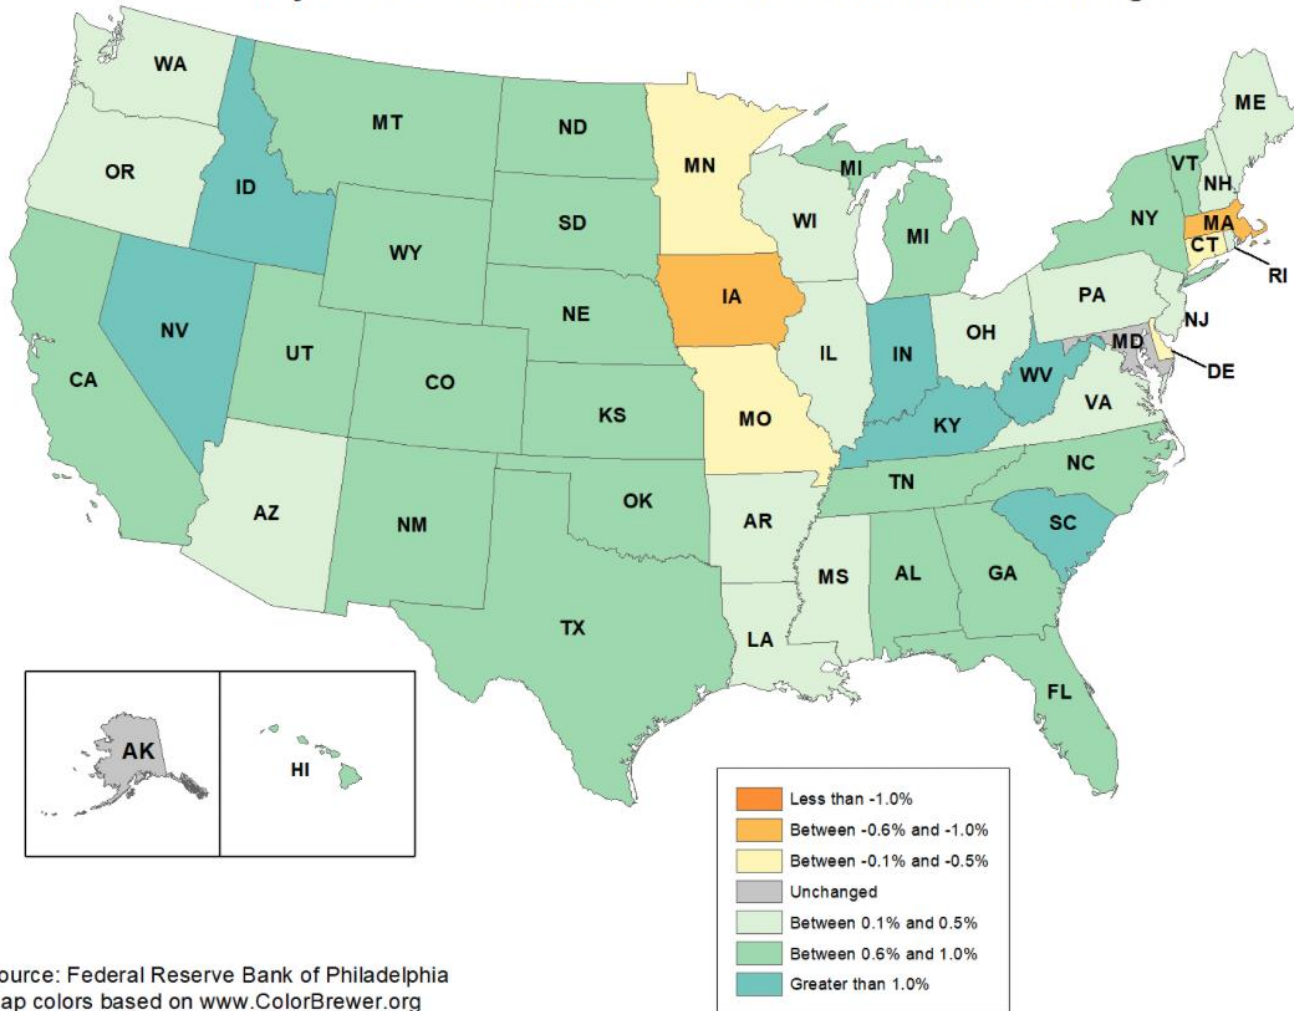 WA
MT
ND
ME
OR
ID
MN
MI
VT
NH
SD
WI
NY
MA
WY
MI
CT
RI
IA
PA
NE
NV
OH
NJ
UT
IL
IN
MD
CA
CO
WV
DE
KS
MO
KY
VA
NC
TN
OK
AZ
NM
AR
SC
MS
AL
GA
TX
LA
FL
AK
HI
Less than -1.0%
Between -0.6% and -1.0%
Between -0.1% and -0.5%
Unchanged
Between 0.1% and 0.5%
Between 0.6% and 1.0%
Greater than 1.0%
ource: Federal Reserve Bank of Philadelphia
ap colors based on www.ColorBrewer.org